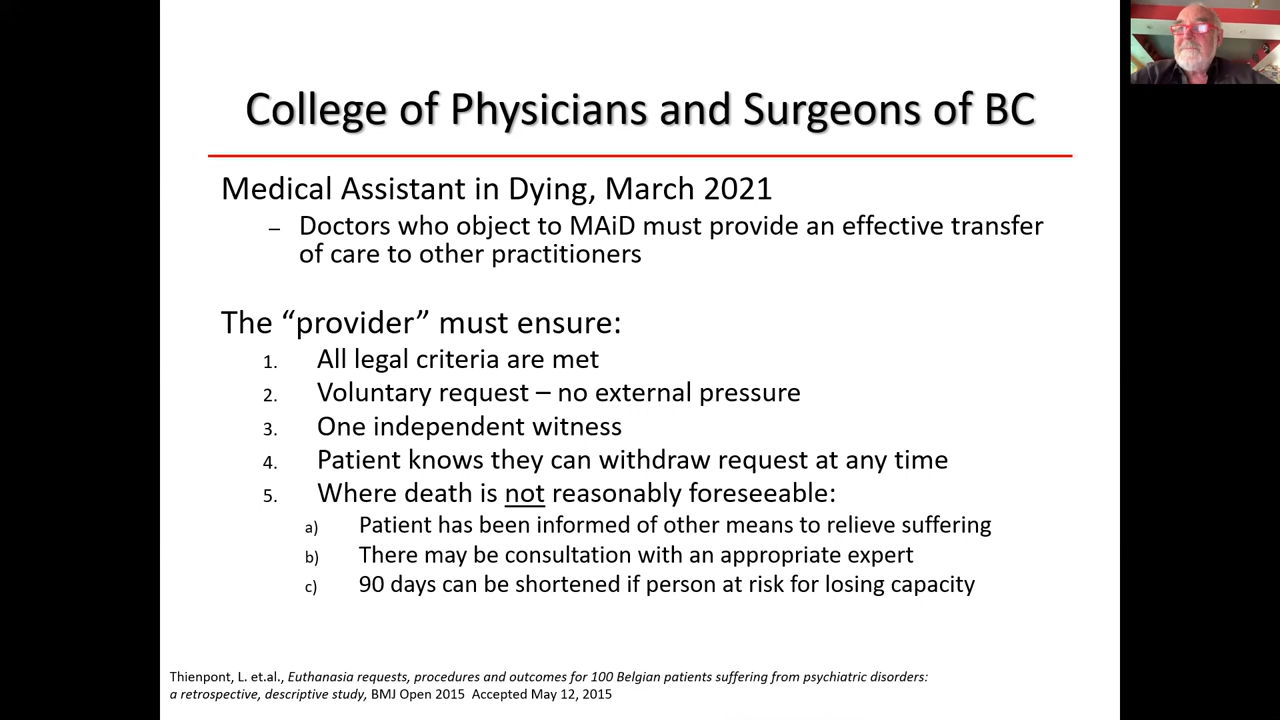 College of Physicians and Surgeons of BC
Medical Assistant in Dying, March 2021
– Doctors who object to MAiD must provide an effective transfer
of care to other practitioners
The “provider” must ensure:
1. All legal criteria are met
2. Voluntary request – no external pressure
3. One independent witness
4. Patient knows they can withdraw request at any time
5. Where death is not reasonably foreseeable:
a) Patient has been informed of other means to relieve suffering
b) There may be consultation with an appropriate expert
c) 90 days can be shortened if person at risk for losing capacity
Thienpont, L. et.al., Euthanasia requests, procedures and outcomes for 100 Belgian patients suffering from psychiatric disorders:
a retrospective, descriptive study, BMJ Open 2015 Accepted May 12, 2015